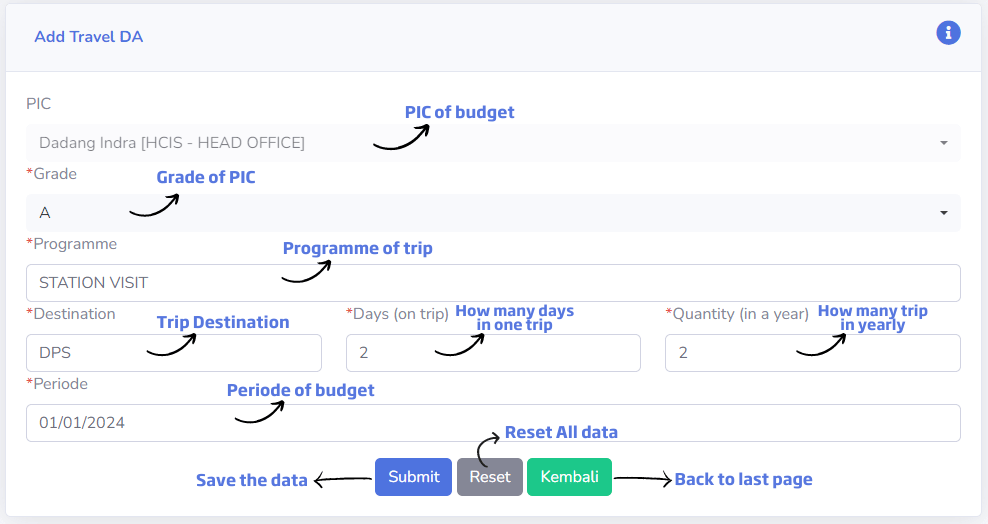 Add Travel DA
PIC
PIC of budget
Dadang Indra [HCIS - HEAD OFFICE]
*Grade
Grade of PIC
A
*Programme
Programme of trip
STATION VISIT
*Destination
Trip Destination
DPS
*Days (on trip)
How many days
in one trip
2
*Quantity (in a year)
How many trip
in yearly
2
*Periode
Periode of budget
01/01/2024
Reset All data
Save the data
Submit
Reset
Kembali
Back to last page